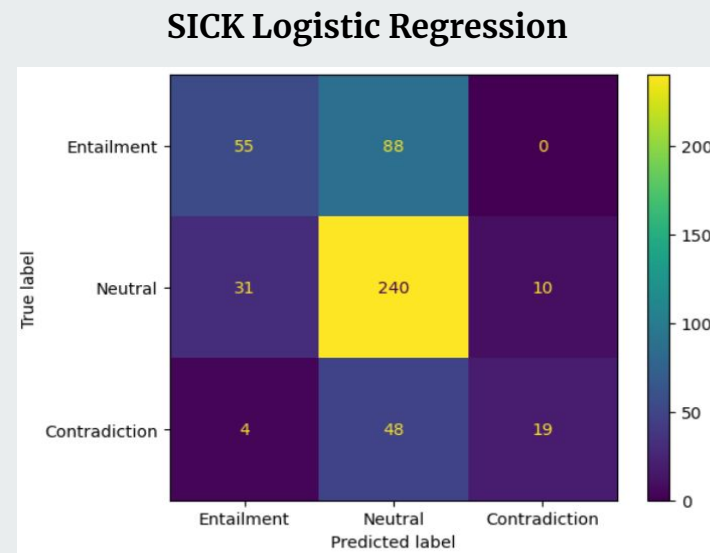 SICK Logistic Regression
Entailment
Neutral
Contradiction
True label
55 88 0
31 240 10
4 48 19
Entailment Neutral Contradiction
Predicted label
200
150
100
50
0